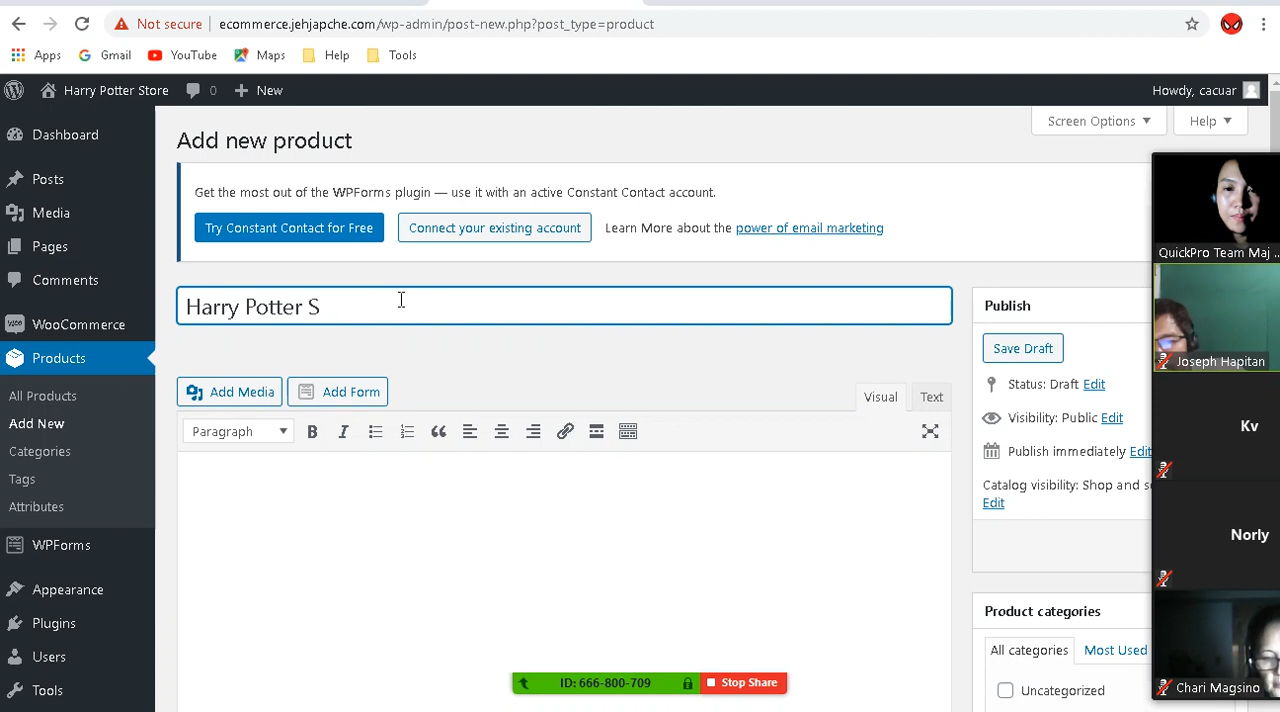 Not secure ecommerce.jehjapche.com/wp-admin/post-new.php?post_type=product
Apps Gmail YouTube Maps Help Tools
Harry Potter Store 0 New Howdy, cacuar
Screen Options Help
Dashboard
Posts
Media
Pages
Comments
WooCommerce
Products
All Products
Add New
Categories
Tags
Attributes
WPForms
Appearance
Plugins
Users
Tools
Add new product
Get the most out of the WPForms plugin — use it with an active Constant Contact account.
Try Constant Contact for Free Connect your existing account Learn More about the power of email marketing
Harry Potter S
Add Media Add Form Visual Text
Paragraph B I
Publish
Save Draft
Status: Draft Edit
Visibility: Public Edit
Publish immediately Edit
Catalog visibility: Shop and se
Edit
Product categories
All categories Most Used
Uncategorized
QuickPro Team Maj ...
Joseph Hapitan
Kv
Norly
Chari Magsino
ID: 666-800-709 Stop Share